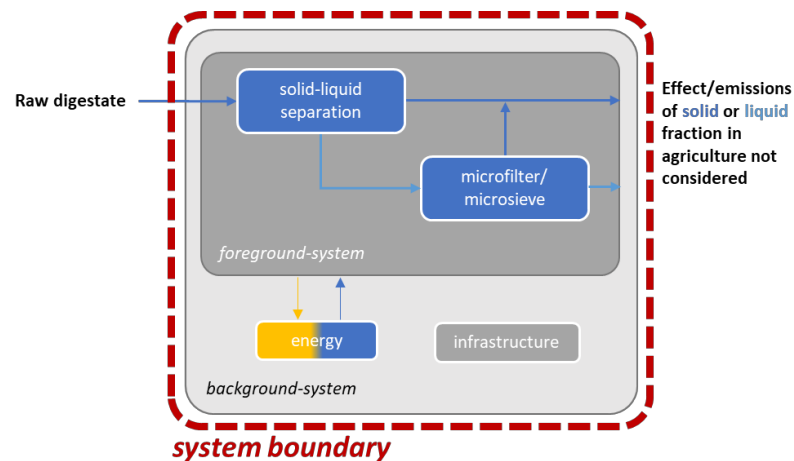 Raw digestate
solid-liquid
separation
Effect/emissions
of solid or liquid
fraction in
agriculture not
considered
microfilter/
microsieve
foreground-system
energy
infrastructure
background-system
system boundary